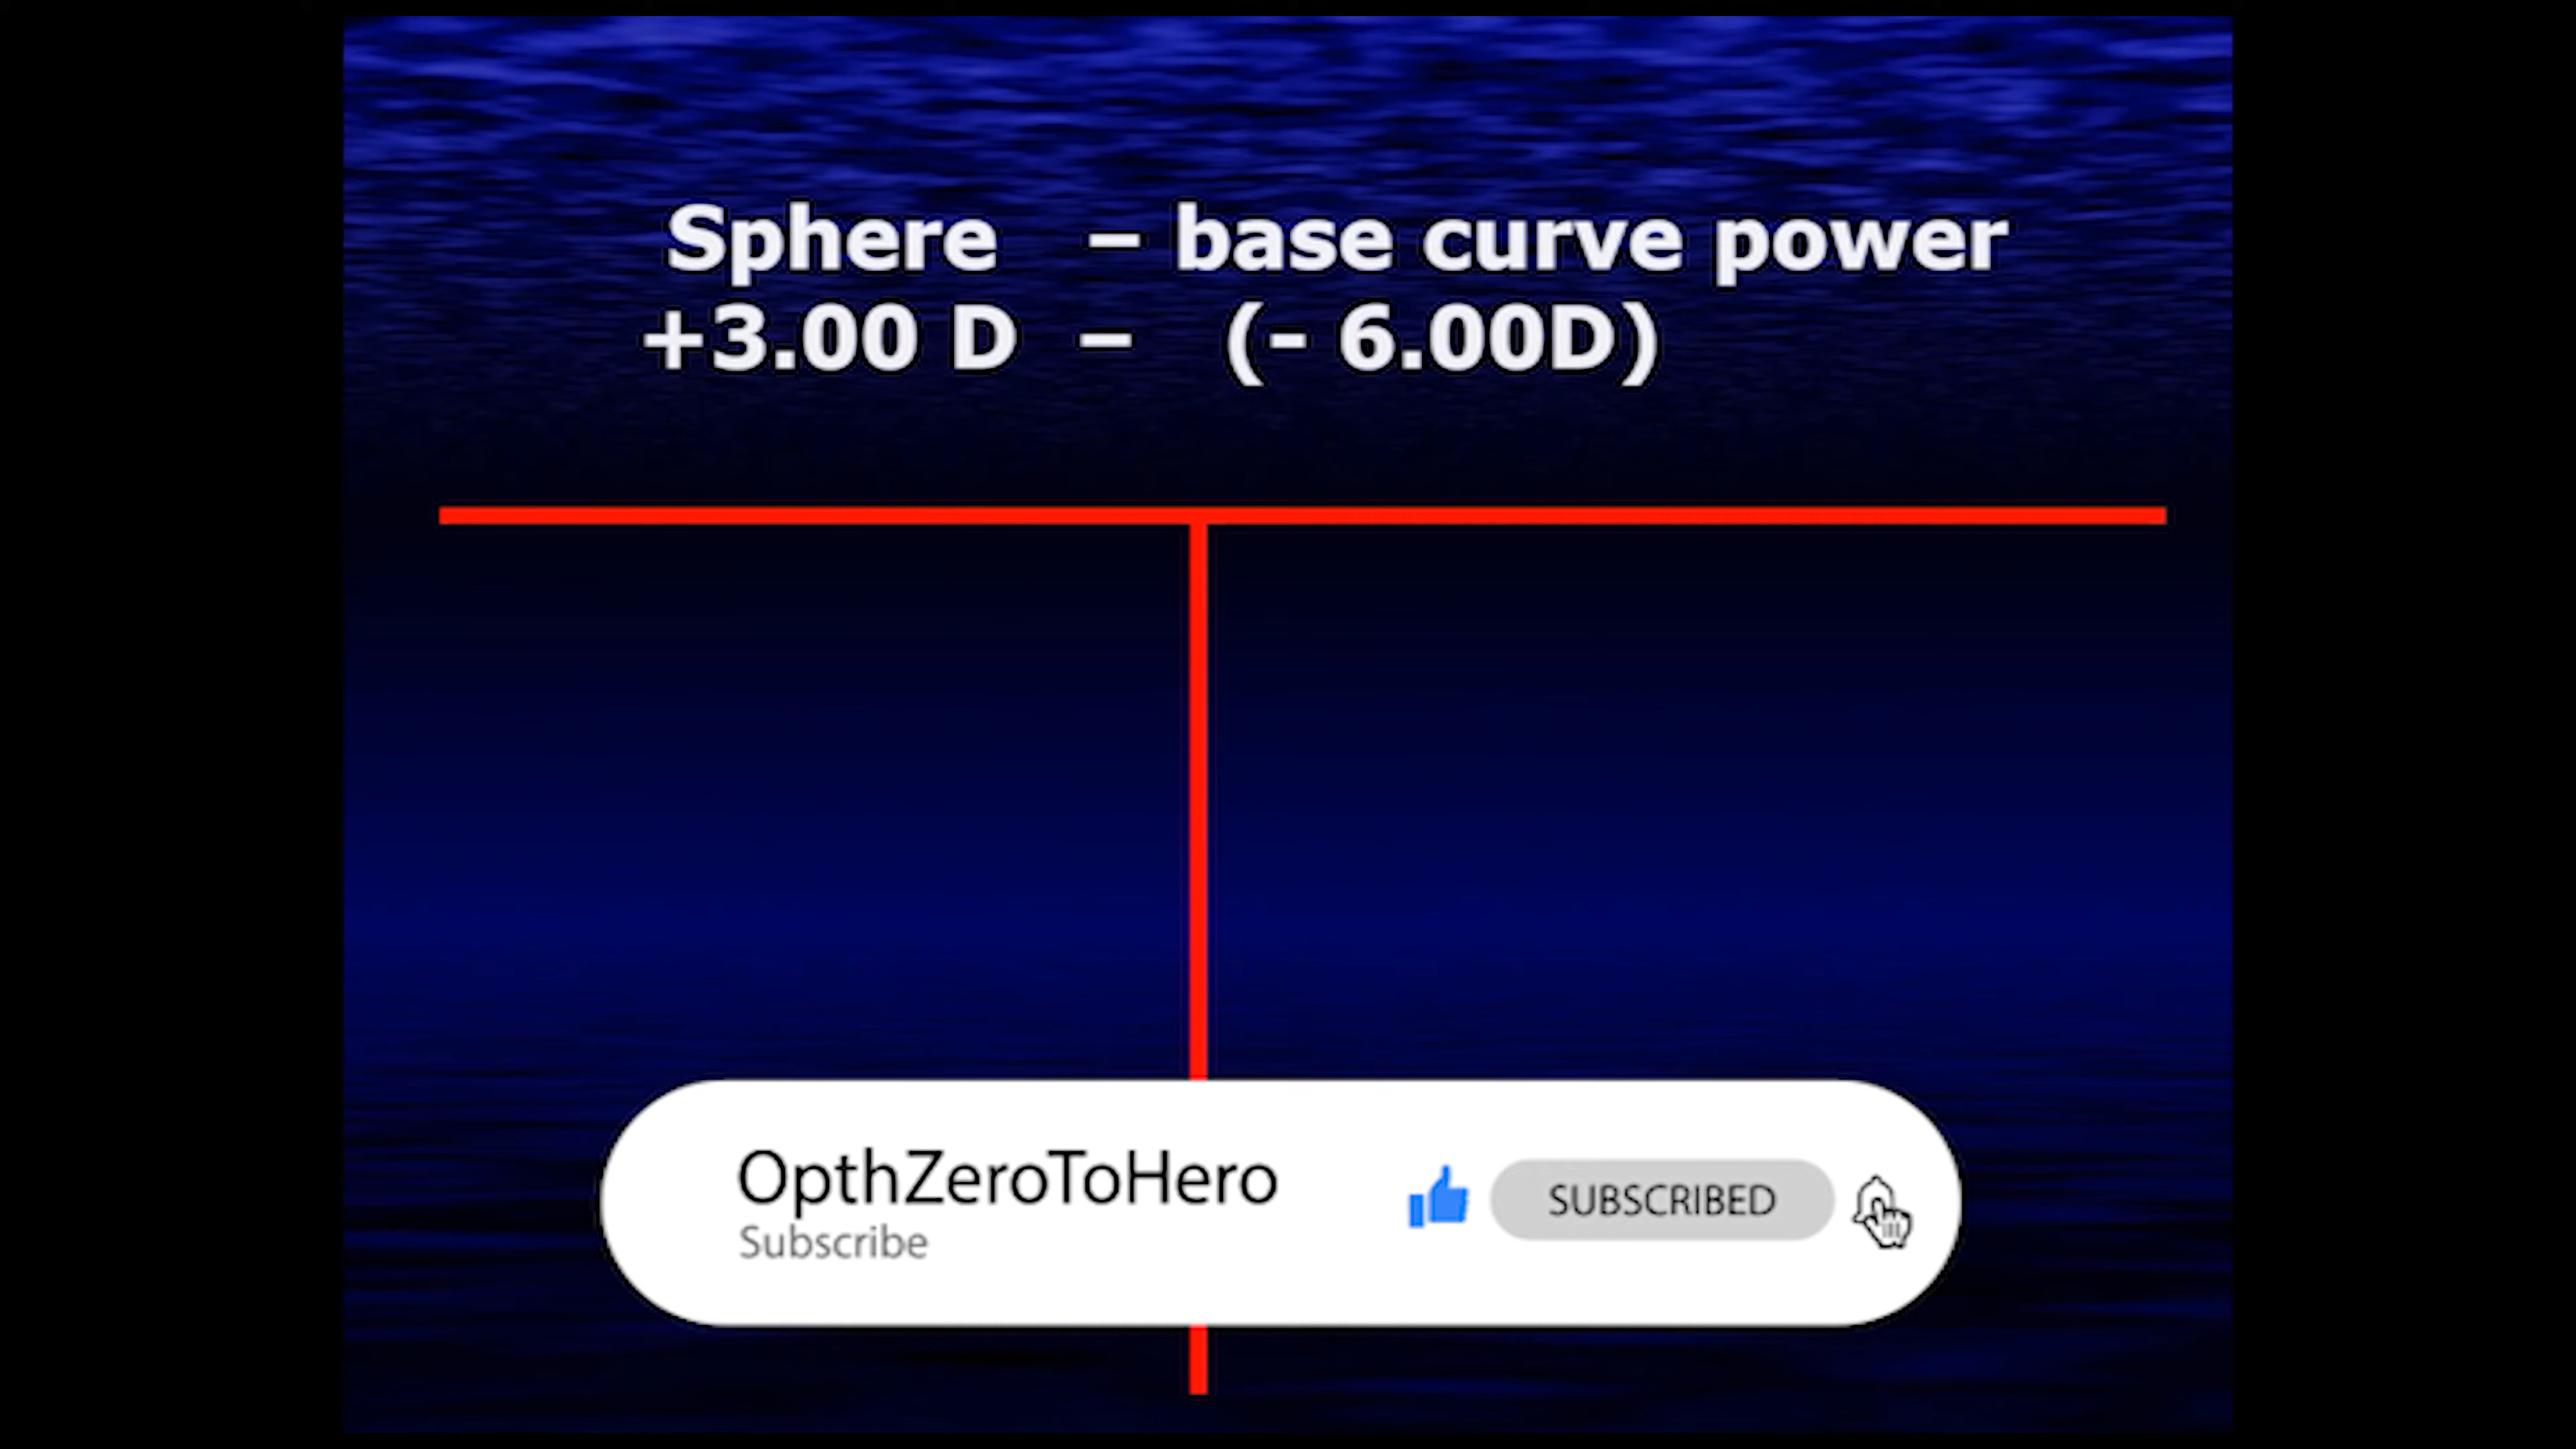 Sphere – base curve power
+3.00 D – (- 6.00D)
OpthZeroToHero
Subscribe
SUBSCRIBED